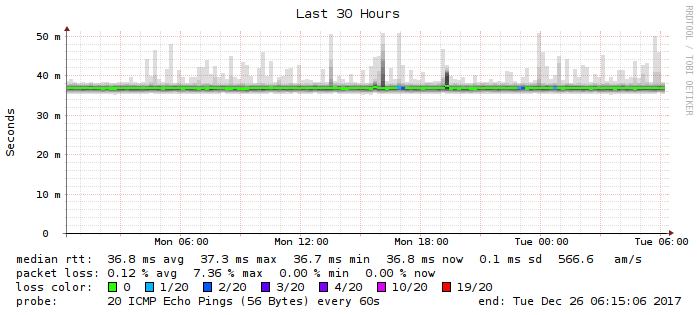 Last 30 Hours
RRDTOOL / TOBI OETIKER
50 m
40 m
30 m
20 m
10 m
0
Seconds
Mon 06:00 Mon 12:00 Mon 18:00 Tue 00:00 Tue 06:00
median rtt: 36.8 ms avg 37.3 ms max 36.7 ms min 36.8 ms now 0.1 ms sd 566.6 am/s
packet loss: 0.12 % avg 7.36 % max 0.00 % min 0.00 % now
loss color: 0 1/20 2/20 3/20 4/20 10/20 19/20
probe: 20 ICMP Echo Pings (56 Bytes) every 60s end: Tue Dec 26 06:15:06 2017